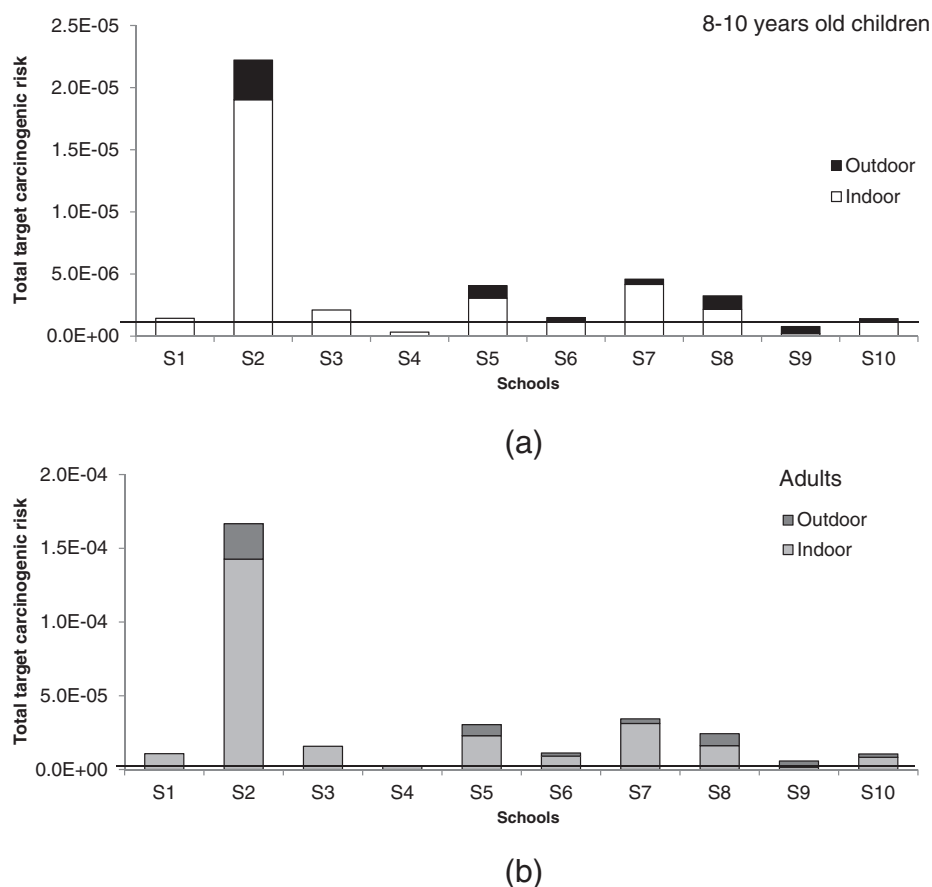 8-10 years old children
Total target carcinogenic risk
2.5E-05
2.0E-05
1.5E-05
1.0E-05
5.0E-06
0.0E+00
Outdoor
Indoor
S1 S2 S3 S4 S5 S6 S7 S8 S9 S10
Schools
(a)
Adults
Total target carcinogenic risk
2.0E-04
1.5E-04
1.0E-04
5.0E-05
0.0E+00
Outdoor
Indoor
S1 S2 S3 S4 S5 S6 S7 S8 S9 S10
Schools
(b)